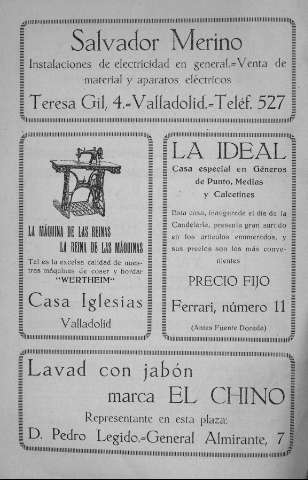 Salvador Merino
Instalaciones de electricidad en general.=Venta de
material y aparatos eléctricos
Teresa Gil, 4.=Valladolid.=Teléf. 527
LA MÁQUINA DE LAS REINAS
LA REINA DE LAS MÁQUINAS
Tal es la excelsa calidad de nues-
tras máquinas de coser y bordar
"WERTHEIM"
Casa Iglesias
Valladolid
LA IDEAL
Casa especial en Géneros
de Punto, Medias
y Calcetines
Esta casa, inaugurada el día de la
Candelaria, presenta gran surtido
en los artículos enumerados, y
sus precios son los más conve-
nientes
PRECIO FIJO
Ferrari, número 11
(Antes Fuente Dorada)
Lavad con jabón
marca EL CHINO
Representante en esta plaza:
D. Pedro Legido.=General Almirante, 7